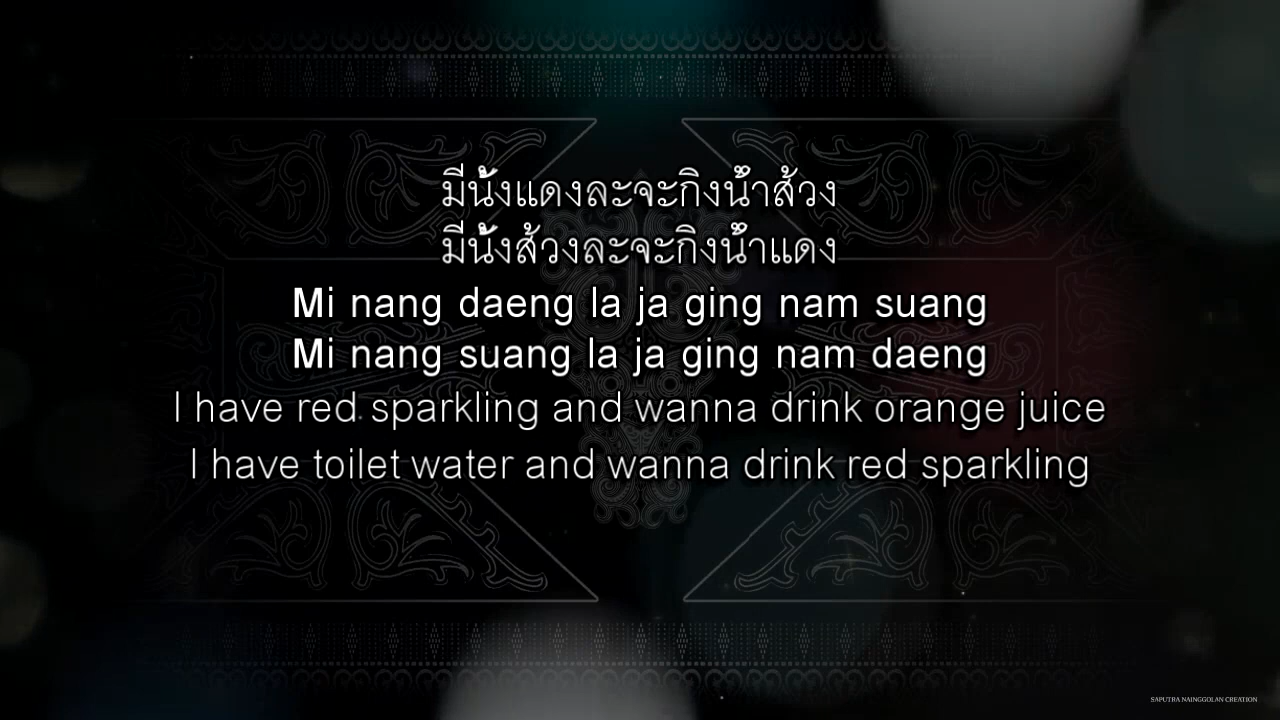 มีนั้งแดงละจะกิงน้ำส้วง
มีนั้งส้วงละจะกิงน้ำแดง
Mi nang daeng la ja ging nam suang
Mi nang suang la ja ging nam daeng
I have red sparkling and wanna drink orange juice
I have toilet water and wanna drink red sparkling
SAPUTRA NAINGGOLAN CREATION